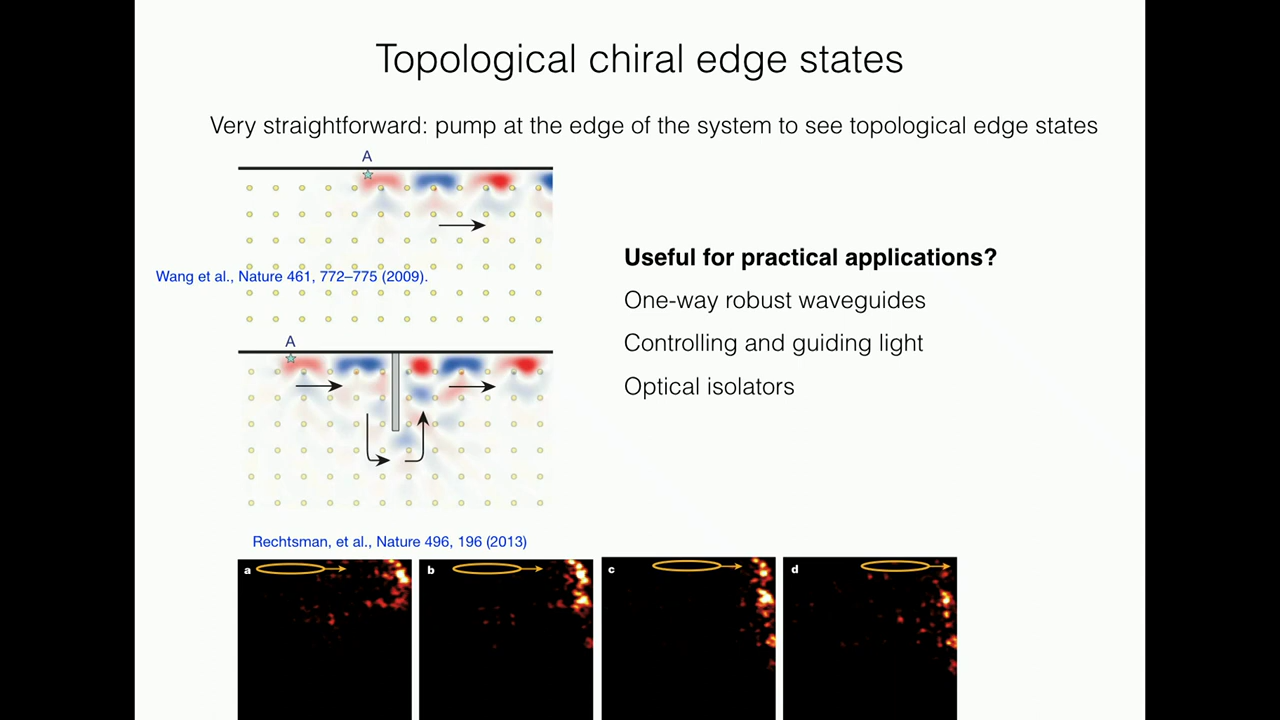 Topological chiral edge states
Very straightforward: pump at the edge of the system to see topological edge states
A
Wang et al., Nature 461, 772–775 (2009).
A
Useful for practical applications?
One-way robust waveguides
Controlling and guiding light
Optical isolators
Rechtsman, et al., Nature 496, 196 (2013)
a
b
c
d